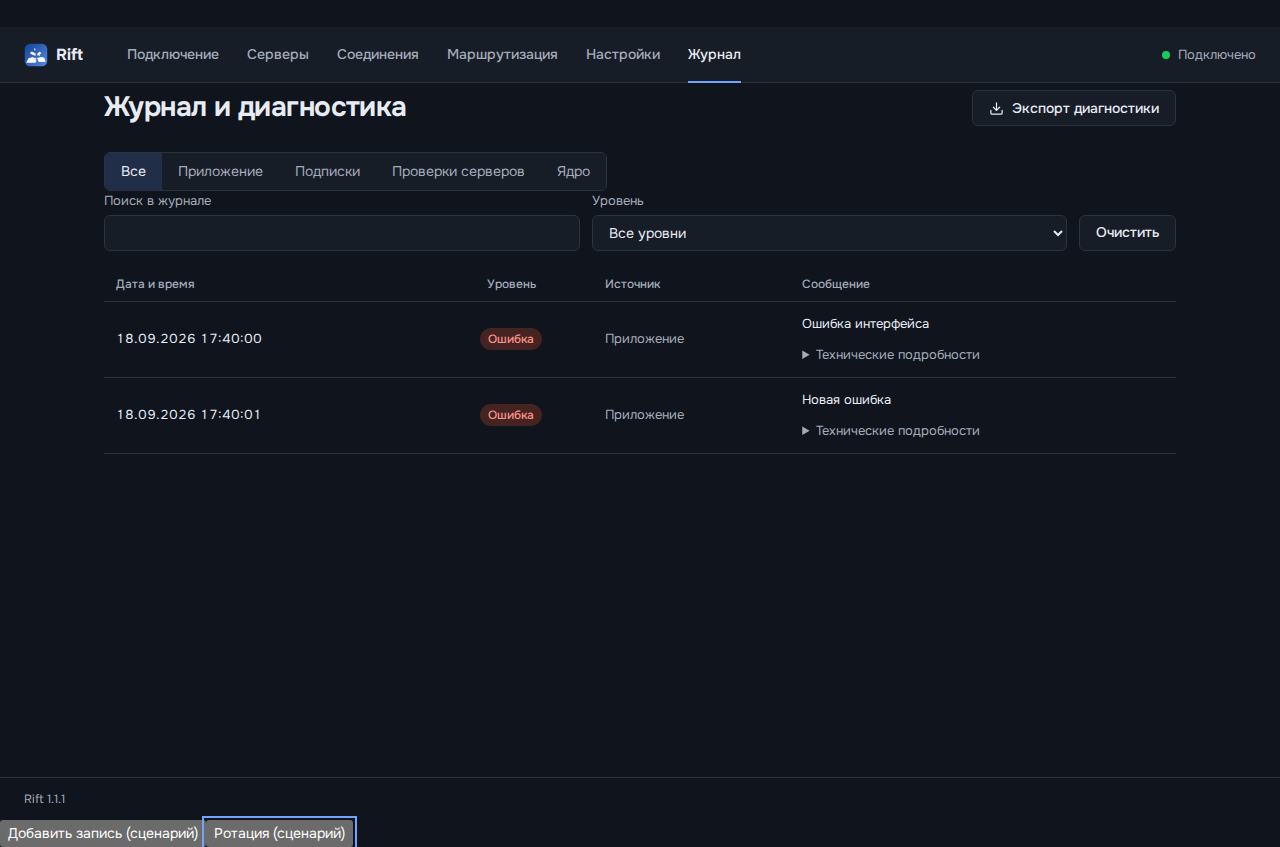 Rift Подключение Серверы Соединения Маршрутизация Настройки Журнал Подключено
Журнал и диагностика Экспорт диагностики
Все Приложение Подписки Проверки серверов Ядро
Поиск в журнале Уровень
Все уровни Очистить
Дата и время Уровень Источник Сообщение
18.09.2026 17:40:00 Ошибка Приложение Ошибка интерфейса
Технические подробности
18.09.2026 17:40:01 Ошибка Приложение Новая ошибка
Технические подробности
Rift 1.1.1
Добавить запись (сценарий) Ротация (сценарий)